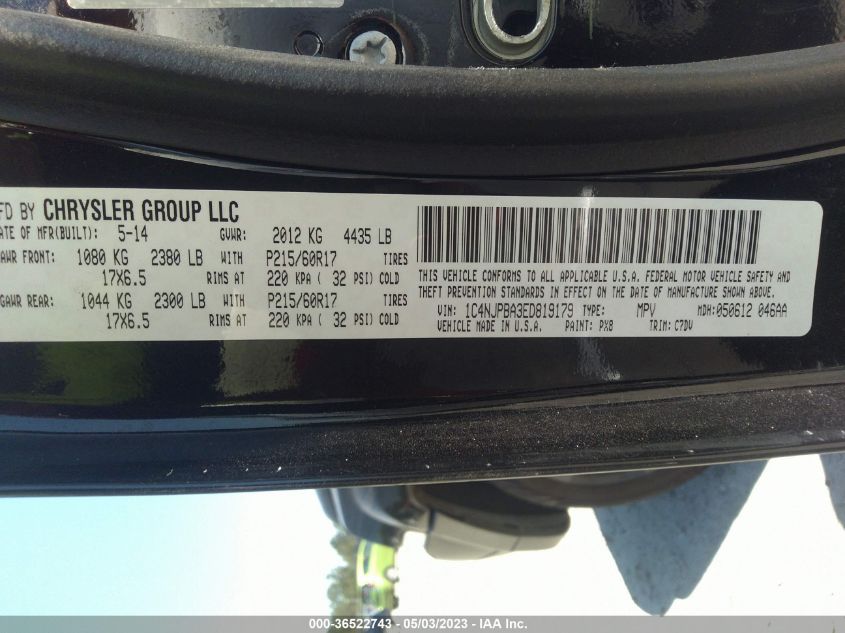 FD BY CHRYSLER GROUP LLC
ATE OF MFR(BUILT): 5-14 GVWR: 2012 KG 4435 LB
AWR FRONT: 1080 KG 2380 LB WITH P215/60R17 TIRES
17X6.5 RIMS AT 220 KPA ( 32 PSI) COLD
GAWR REAR: 1044 KG 2300 LB WITH P215/60R17 TIRES
17X6.5 RIMS AT 220 KPA ( 32 PSI) COLD
THIS VEHICLE CONFORMS TO ALL APPLICABLE U.S.A. FEDERAL MOTOR VEHICLE SAFETY AND
THEFT PREVENTION STANDARDS IN EFFECT ON THE DATE OF MANUFACTURE SHOWN ABOVE.
VIN: 1C4NJPBA3ED819179 TYPE: MPV MDH: 050612 046AA
VEHICLE MADE IN U.S.A. PAINT: PX8 TRIM: C7DV
000-36522743 - 05/03/2023 - IAA Inc.